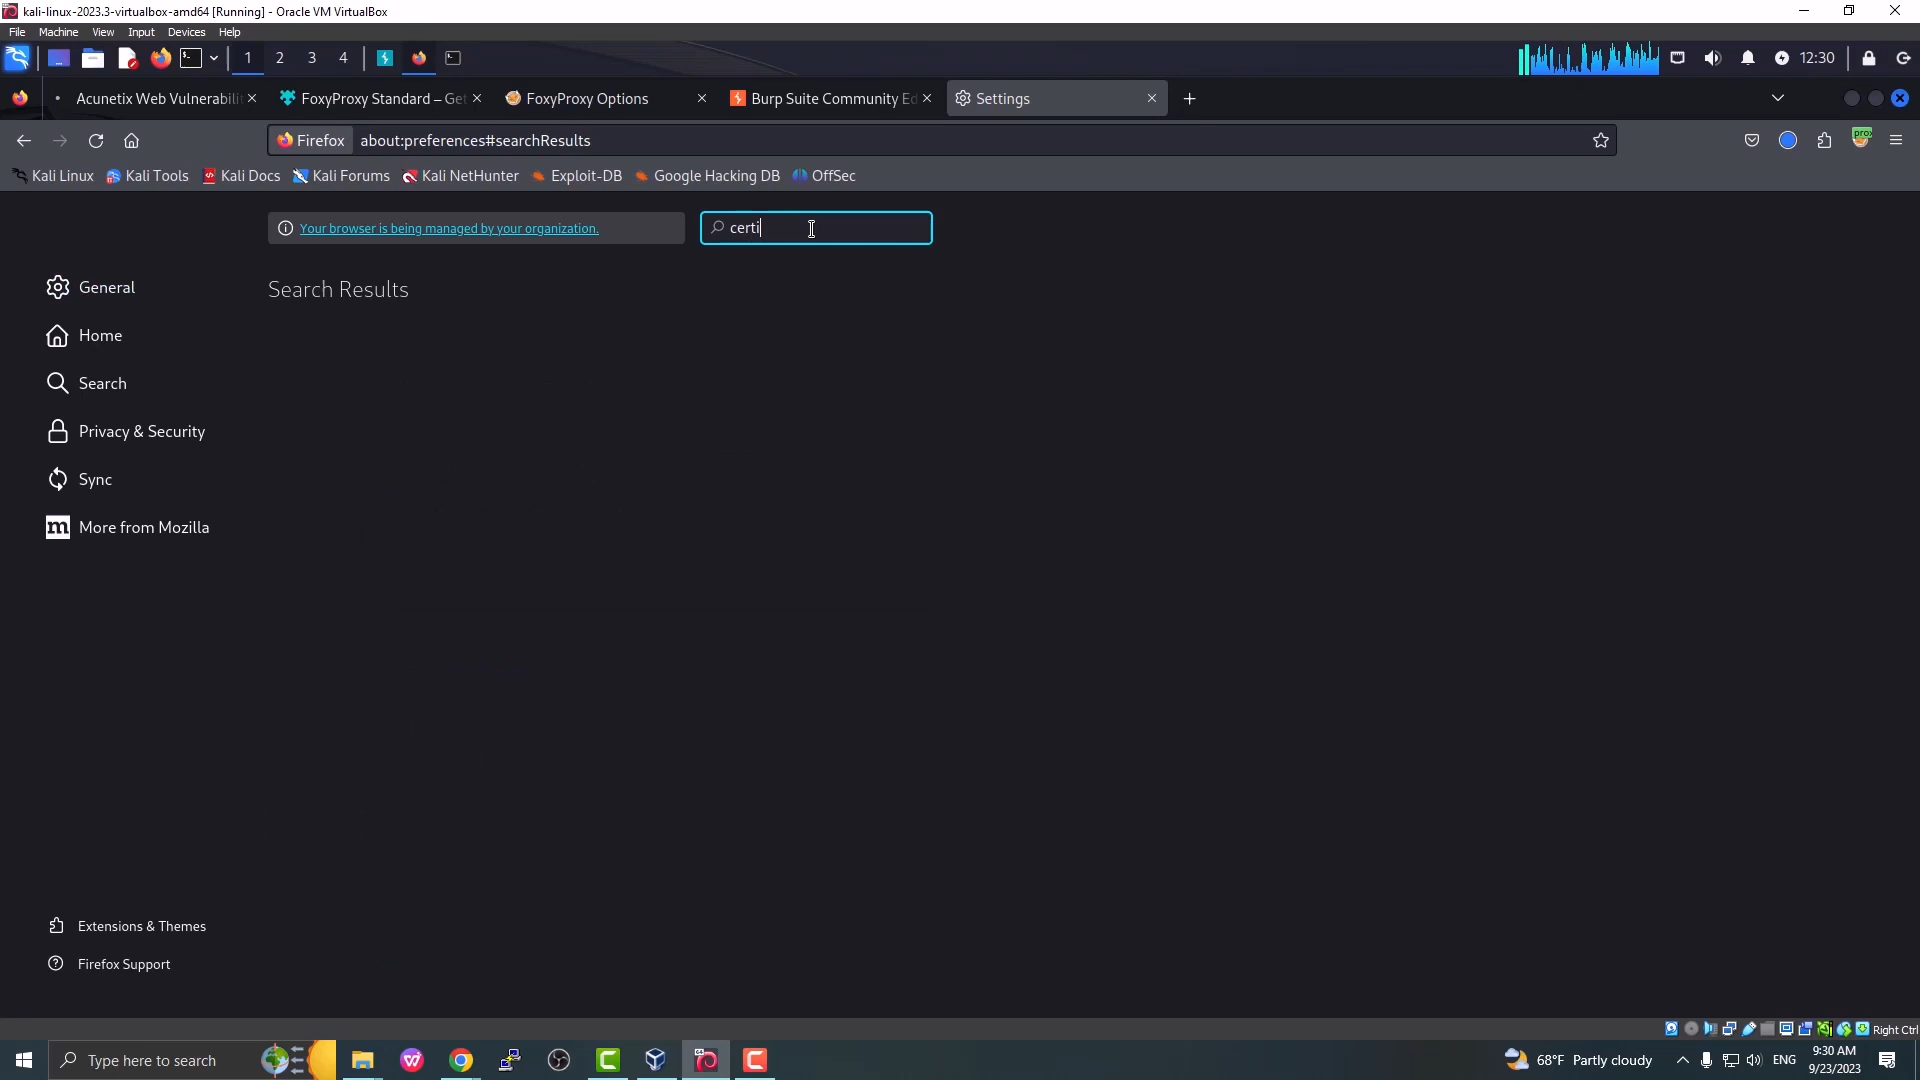 kali-linux-2023.3-virtualbox-amd64 [Running] - Oracle VM VirtualBox
File Machine View Input Devices Help
1 2 3 4 12:30
Acunetix Web Vulnerabilit FoxyProxy Standard – Get FoxyProxy Options Burp Suite Community Ed Settings
Firefox about:preferences#searchResults
Kali Linux Kali Tools Kali Docs Kali Forums Kali NetHunter Exploit-DB Google Hacking DB OffSec
Your browser is being managed by your organization. certi
Search Results
General
Home
Search
Privacy & Security
Sync
More from Mozilla
Extensions & Themes
Firefox Support
Right Ctrl
Type here to search 68°F Partly cloudy ENG 9:30 AM
9/23/2023